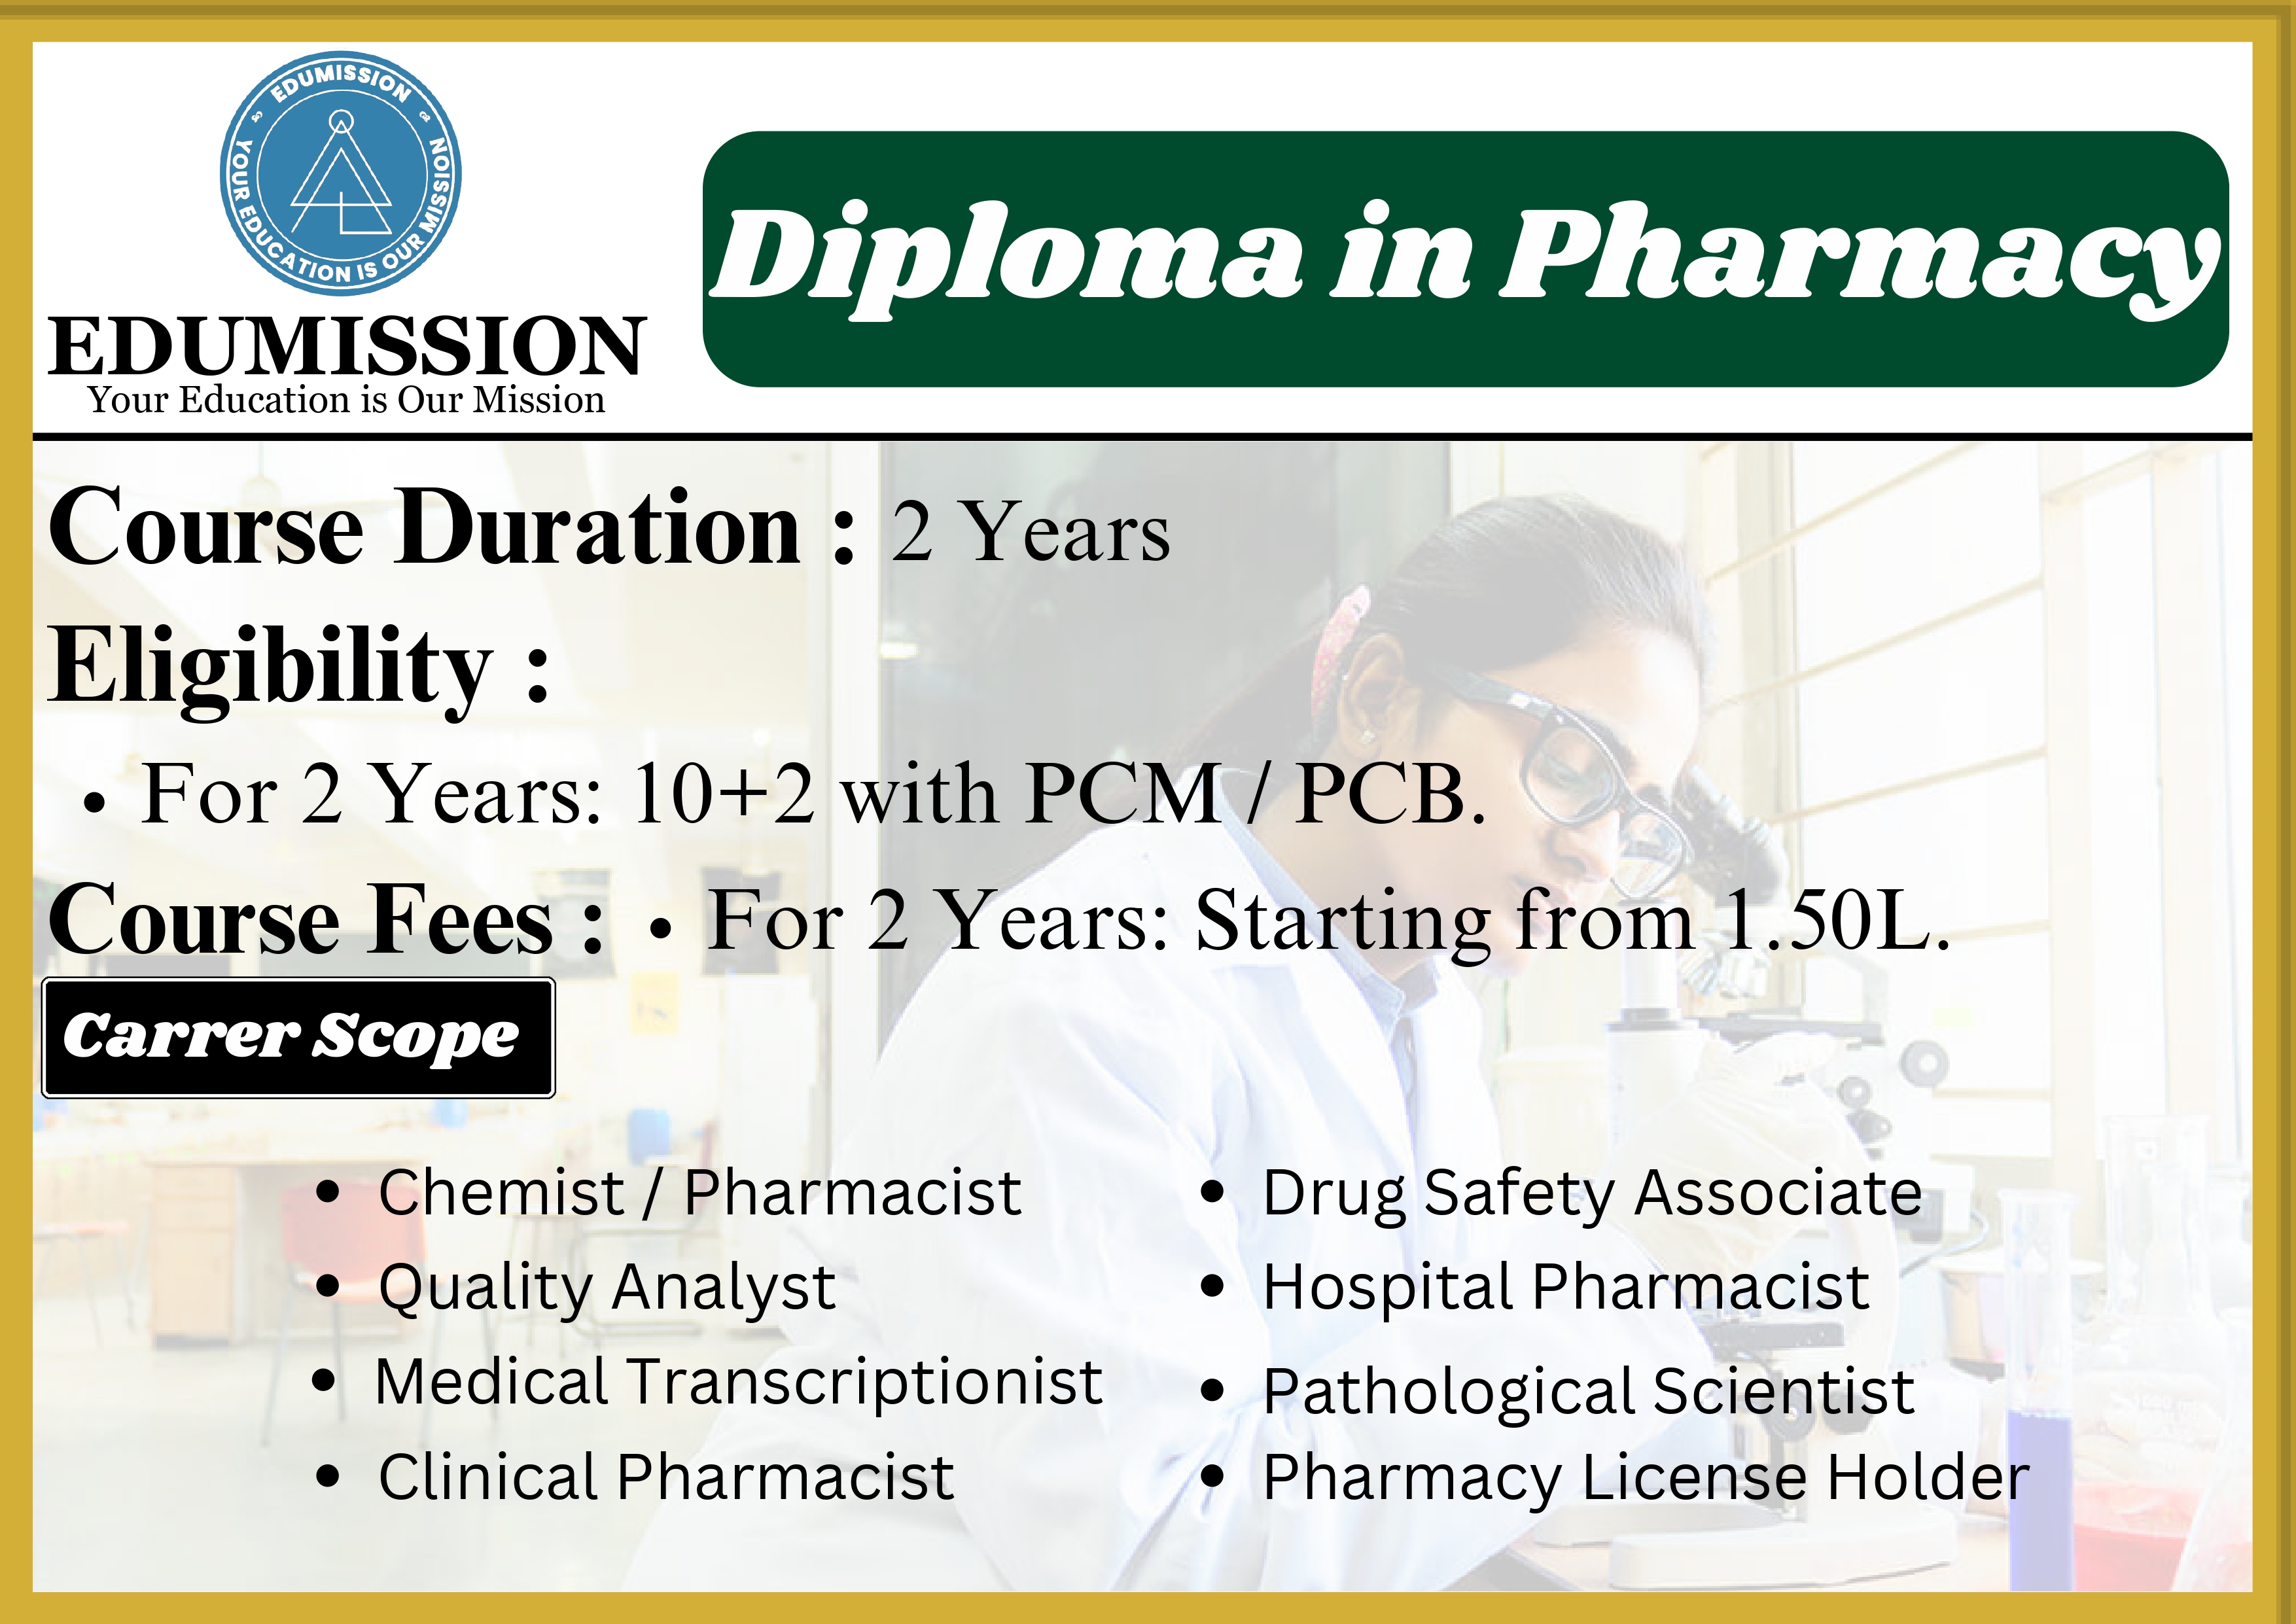 EDUMISSION
YOUR EDUCATION IS OUR MISSION
EDUMISSION
Your Education is Our Mission
Diploma in Pharmacy
Course Duration : 2 Years
Eligibility :
• For 2 Years: 10+2 with PCM / PCB.
Course Fees : • For 2 Years: Starting from 1.50L.
Carrer Scope
• Chemist / Pharmacist
• Quality Analyst
• Medical Transcriptionist
• Clinical Pharmacist
• Drug Safety Associate
• Hospital Pharmacist
• Pathological Scientist
• Pharmacy License Holder